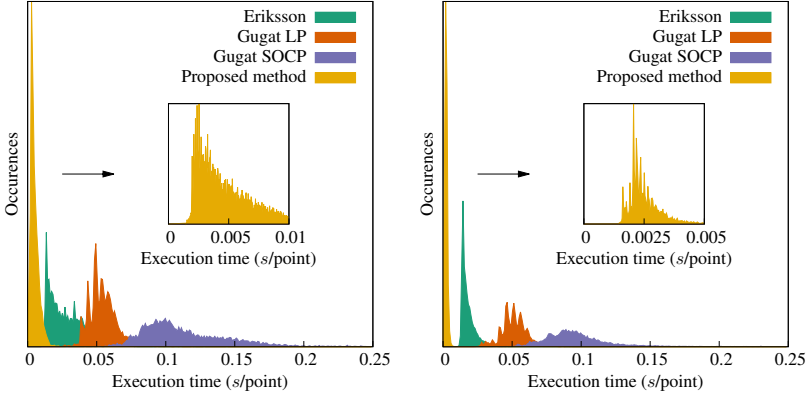 Eriksson
Gugat LP
Gugat SOCP
Proposed method
Occurences
0 0.005 0.01
Execution time (s/point)
0 0.05 0.1 0.15 0.2 0.25
Execution time (s/point)
Eriksson
Gugat LP
Gugat SOCP
Proposed method
Occurences
0 0.0025 0.005
Execution time (s/point)
0 0.05 0.1 0.15 0.2 0.25
Execution time (s/point)